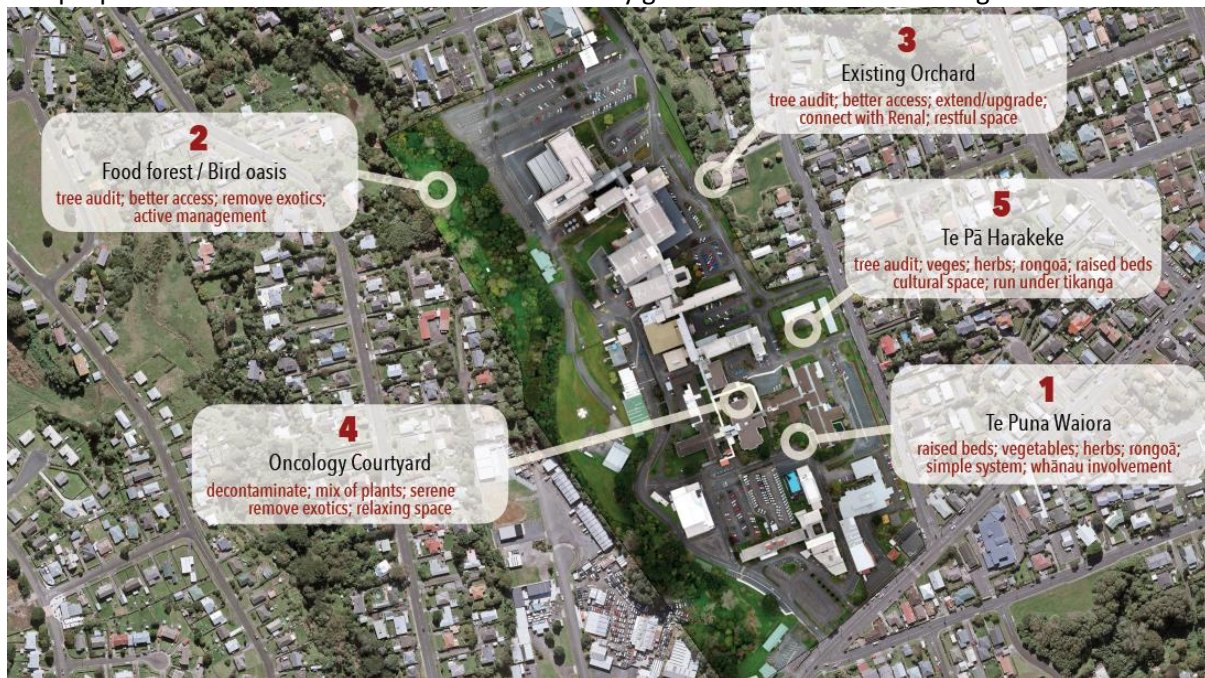 3
Existing Orchard
tree audit; better access; extend/upgrade;
connect with Renal; restful space
2
Food forest / Bird oasis
tree audit; better access; remove exotics;
active management
5
Te Pā Harakeke
tree audit; veges; herbs; rongoā; raised beds
cultural space; run under tikanga
1
Te Puna Waiora
raised beds; vegetables; herbs; rongoā;
simple system; whānau involvement
4
Oncology Courtyard
decontaminate; mix of plants; serene
remove exotics; relaxing space